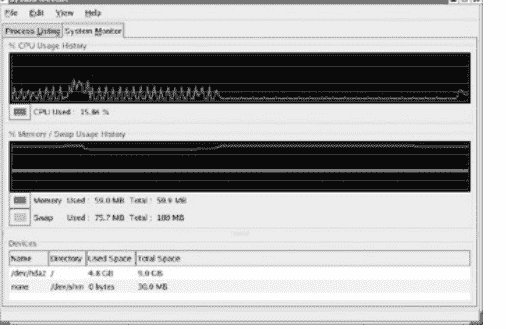 File Edit View Help
Process Listing System Monitor
% CPU Usage History
CPU Used : 15.86 %
% Memory / Swap Usage History
Memory Used : 59.0 MB Total : 59.9 MB
Swap Used : 75.7 MB Total : 100 MB
Devices
Name Directory Used Space Total Space
/dev/hda2 / 4.8 GB 9.0 GB
none /dev/shm 0 bytes 30.0 MB